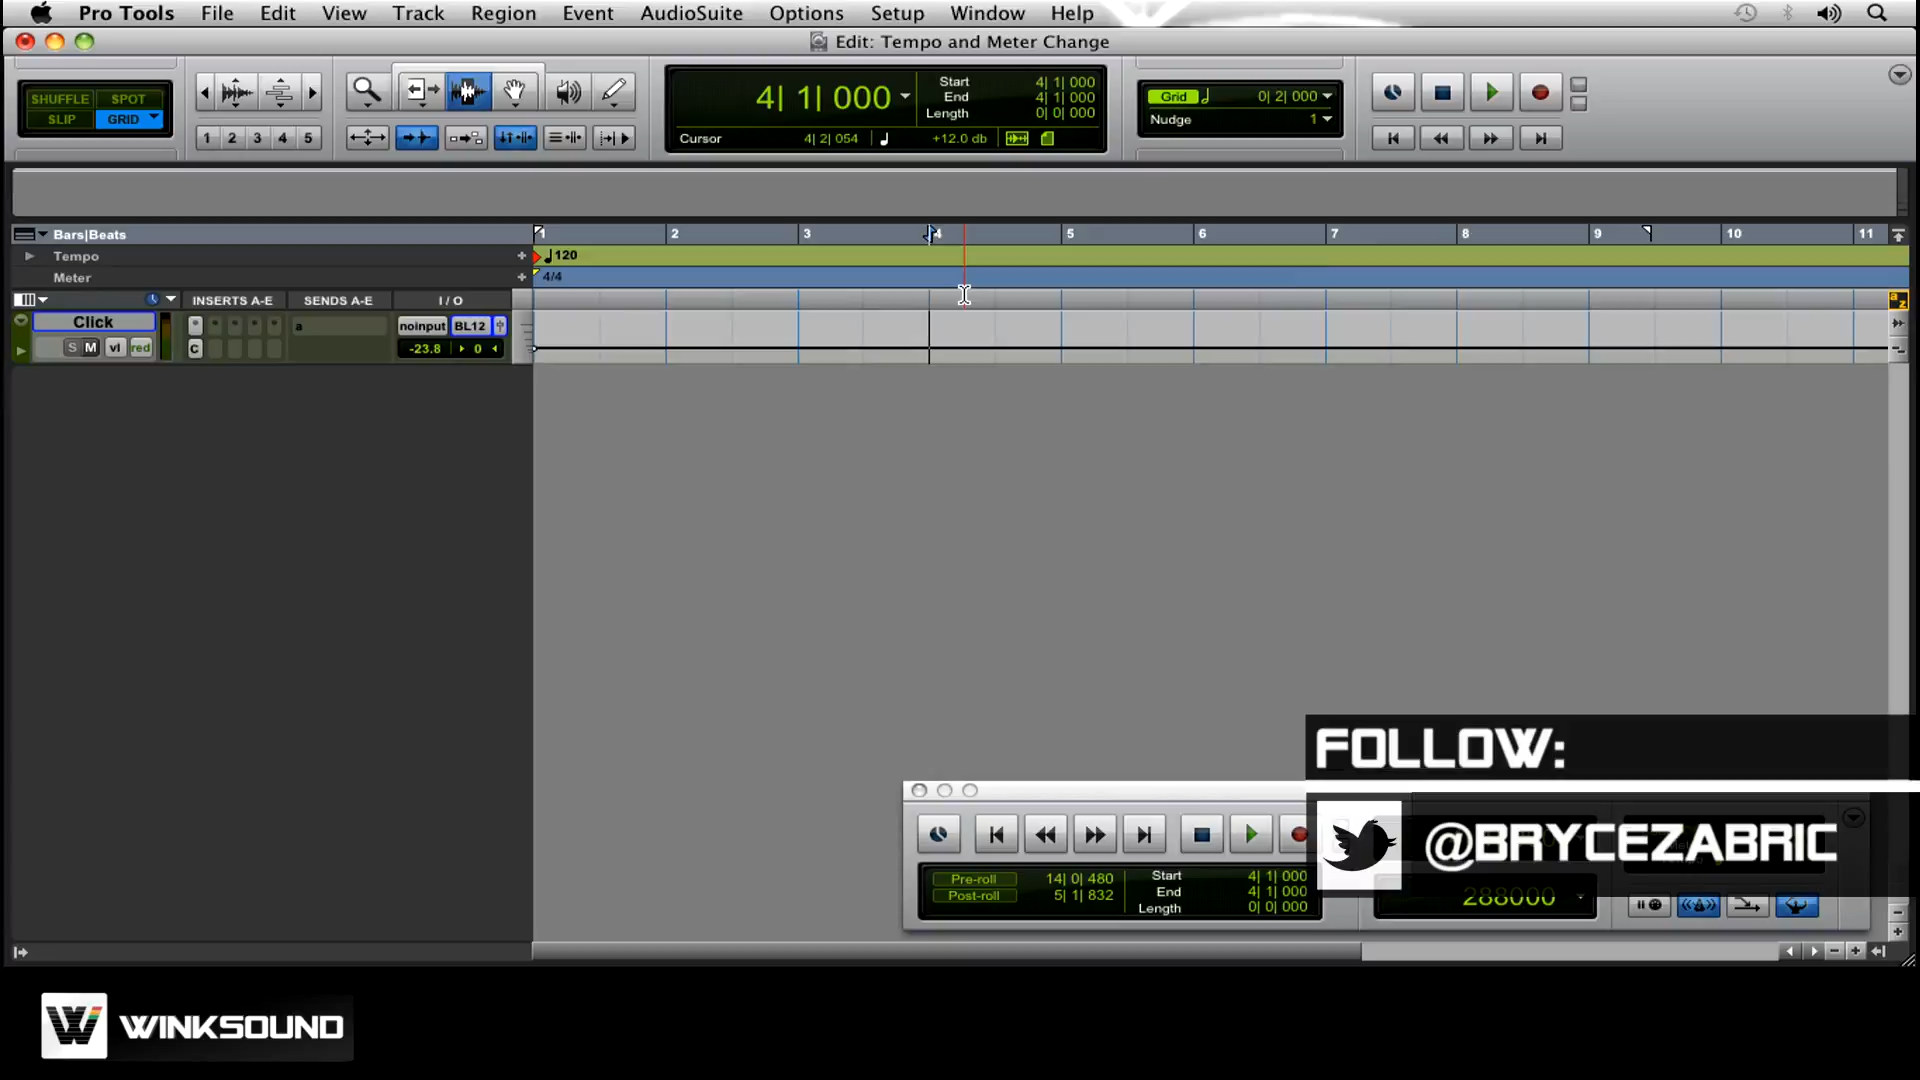 Pro Tools File Edit View Track Region Event AudioSuite Options Setup Window Help
Edit: Tempo and Meter Change
SHUFFLE SPOT
SLIP GRID
1 2 3 4 5
4| 1| 000
Start 4| 1| 000
End 4| 1| 000
Length 0| 0| 000
Cursor 4| 2| 054 +12.0 db
Grid 0| 2| 000
Nudge 1
Bars|Beats 1 2 3 4 5 6 7 8 9 10 11
Tempo + 120
Meter + 4/4
INSERTS A-E SENDS A-E I / O
a z
Click a noinput BL12
S M vl red C -23.8 0
FOLLOW:
@BRYCEZABRIC
Pre-roll 14| 0| 480
Post-roll 5| 1| 832
Start 4| 1| 000
End 4| 1| 000
Length 0| 0| 000
288000
W WINKSOUND